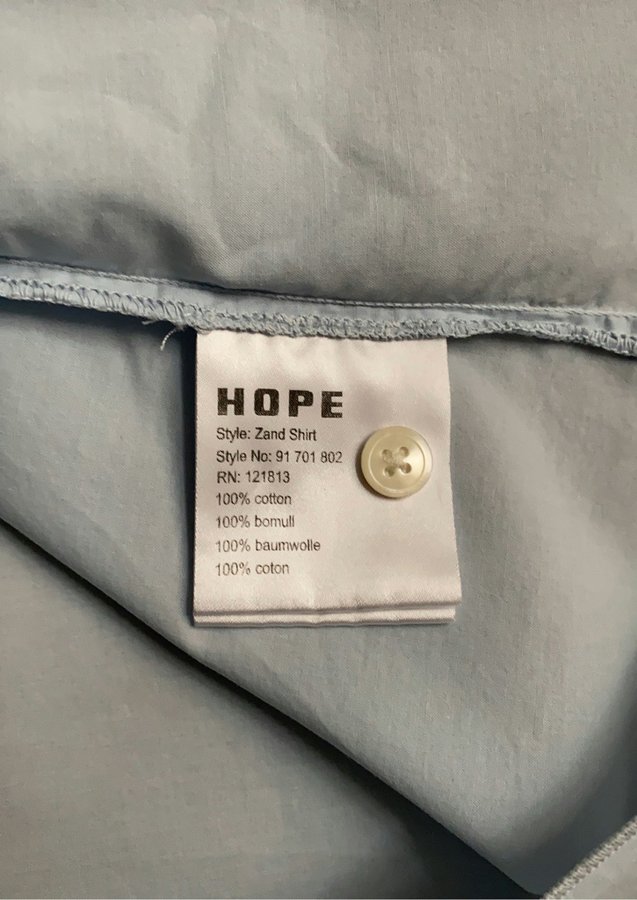 HOPE
Style: Zand Shirt
Style No: 91 701 802
RN: 121813
100% cotton
100% bomull
100% baumwolle
100% coton